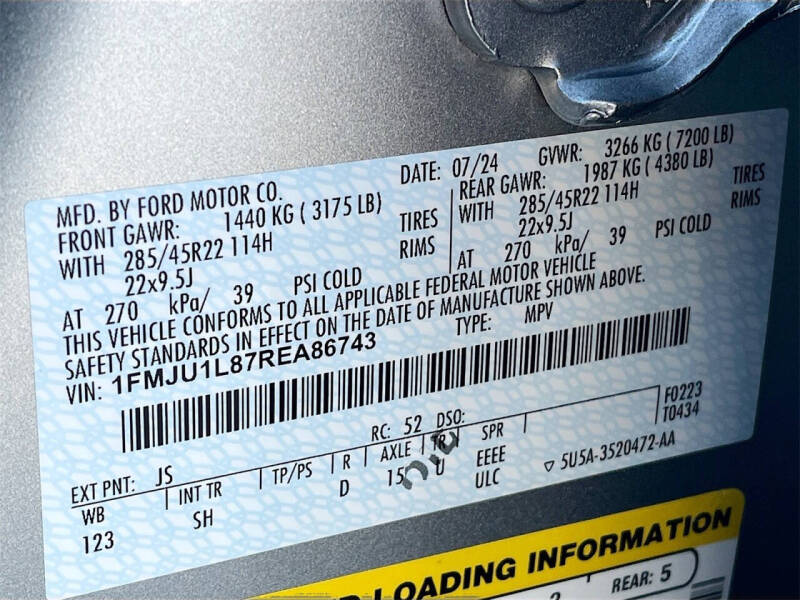 MFD. BY FORD MOTOR CO. DATE: 07/24 GVWR: 3266 KG ( 7200 LB)
FRONT GAWR: 1440 KG ( 3175 LB) REAR GAWR: 1987 KG ( 4380 LB)
WITH 285/45R22 114H TIRES WITH 285/45R22 114H TIRES
22x9.5J RIMS 22x9.5J RIMS
AT 270 kPa/ 39 PSI COLD AT 270 kPa/ 39 PSI COLD
THIS VEHICLE CONFORMS TO ALL APPLICABLE FEDERAL MOTOR VEHICLE
SAFETY STANDARDS IN EFFECT ON THE DATE OF MANUFACTURE SHOWN ABOVE.
VIN: 1FMJU1L87REA86743 TYPE: MPV
F0223
T0434
RC: 52 DSO:
EXT PNT: JS
WB INT TR TP/PS R AXLE TR SPR
123 SH D 15 U EEEE
ULC
5U5A-3520472-AA
LOADING INFORMATION
REAR: 5